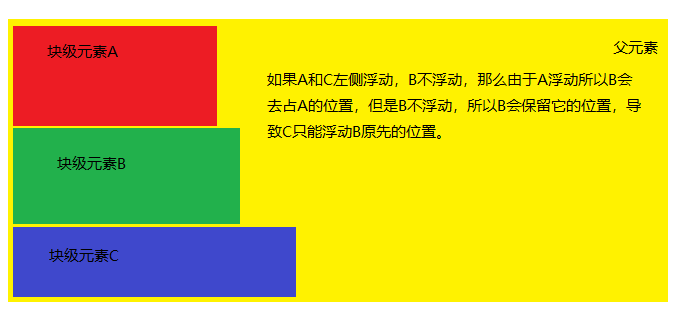 块级元素A
父元素
如果A和C左侧浮动，B不浮动，那么由于A浮动所以B会
去占A的位置，但是B不浮动，所以B会保留它的位置，导
致C只能浮动B原先的位置。
块级元素B
块级元素C